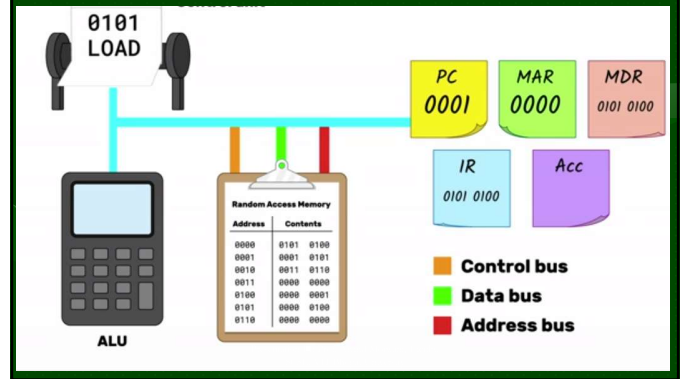 0101
LOAD
PC
0001
MAR
0000
MDR
0101 0100
IR
0101 0100
Acc
Random Access Memory
Address Contents
0000 0101 0100
0001 0001 0101
0010 0011 0110
0011 0000 0000
0100 0000 0001
0101 0000 0100
0110 0000 0000
ALU
Control bus
Data bus
Address bus